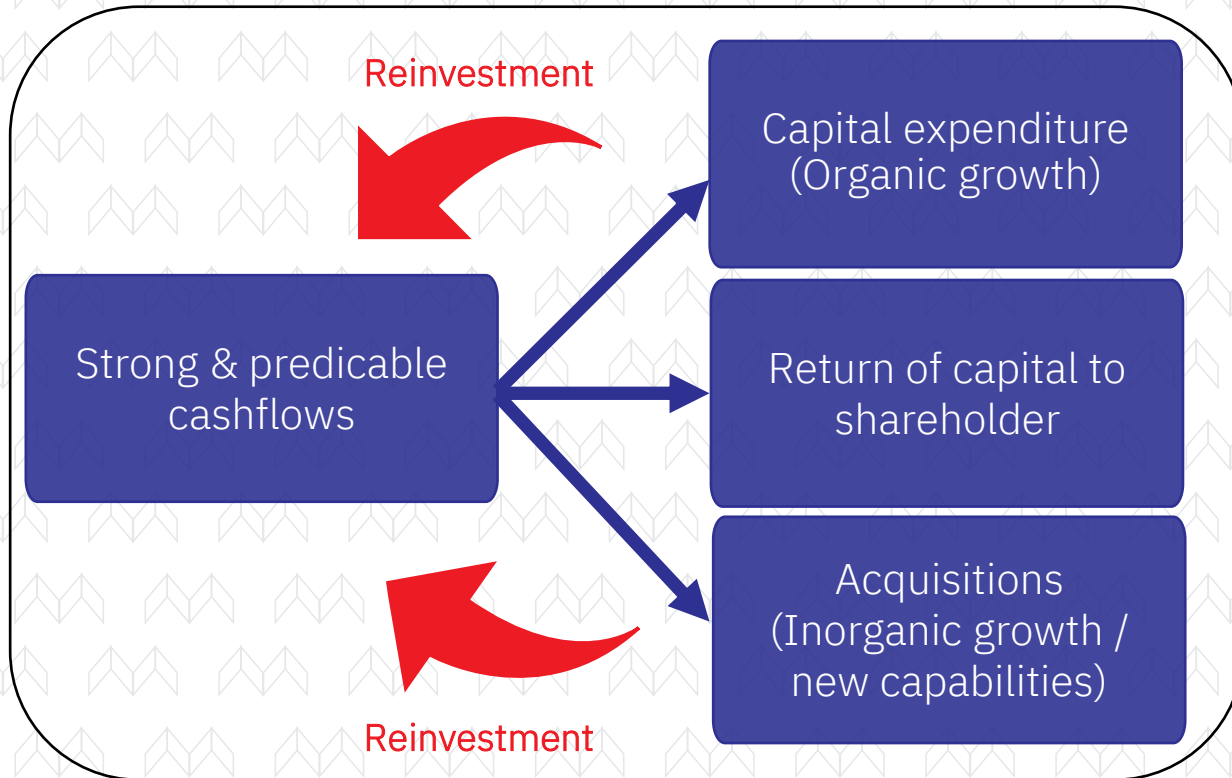 Reinvestment
Capital expenditure
(Organic growth)
Strong & predicable
cashflows
Return of capital to
shareholder
Acquisitions
(Inorganic growth /
new capabilities)
Reinvestment